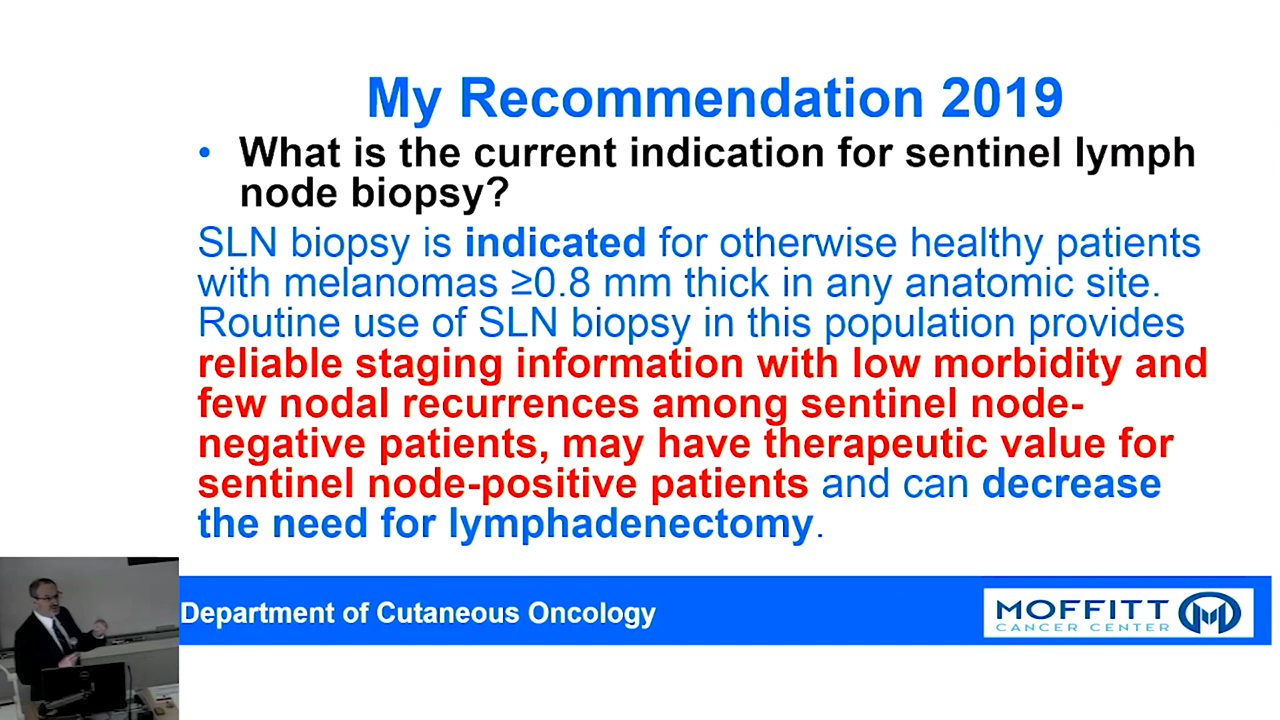 My Recommendation 2019
• What is the current indication for sentinel lymph
node biopsy?
SLN biopsy is indicated for otherwise healthy patients
with melanomas ≥0.8 mm thick in any anatomic site.
Routine use of SLN biopsy in this population provides
reliable staging information with low morbidity and
few nodal recurrences among sentinel node-
negative patients, may have therapeutic value for
sentinel node-positive patients and can decrease
the need for lymphadenectomy.
Department of Cutaneous Oncology
MOFFITT
CANCER CENTER